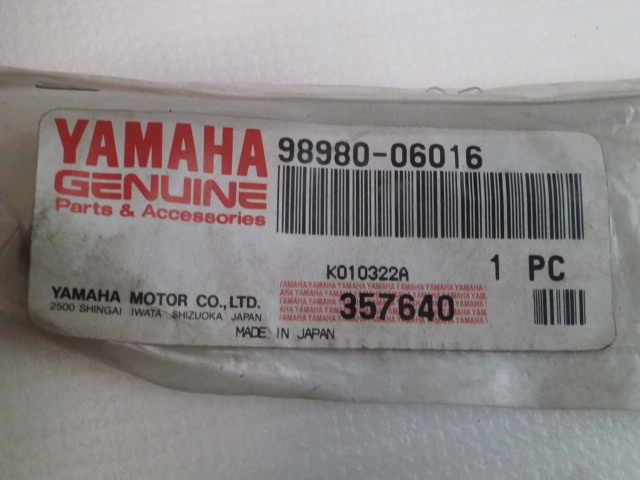 YAMAHA
GENUINE
Parts & Accessories
98980-06016
K010322A
1 PC
YAMAHA MOTOR CO., LTD.
2500 SHINGAI IWATA SHIZUOKA JAPAN
357640
MADE IN JAPAN